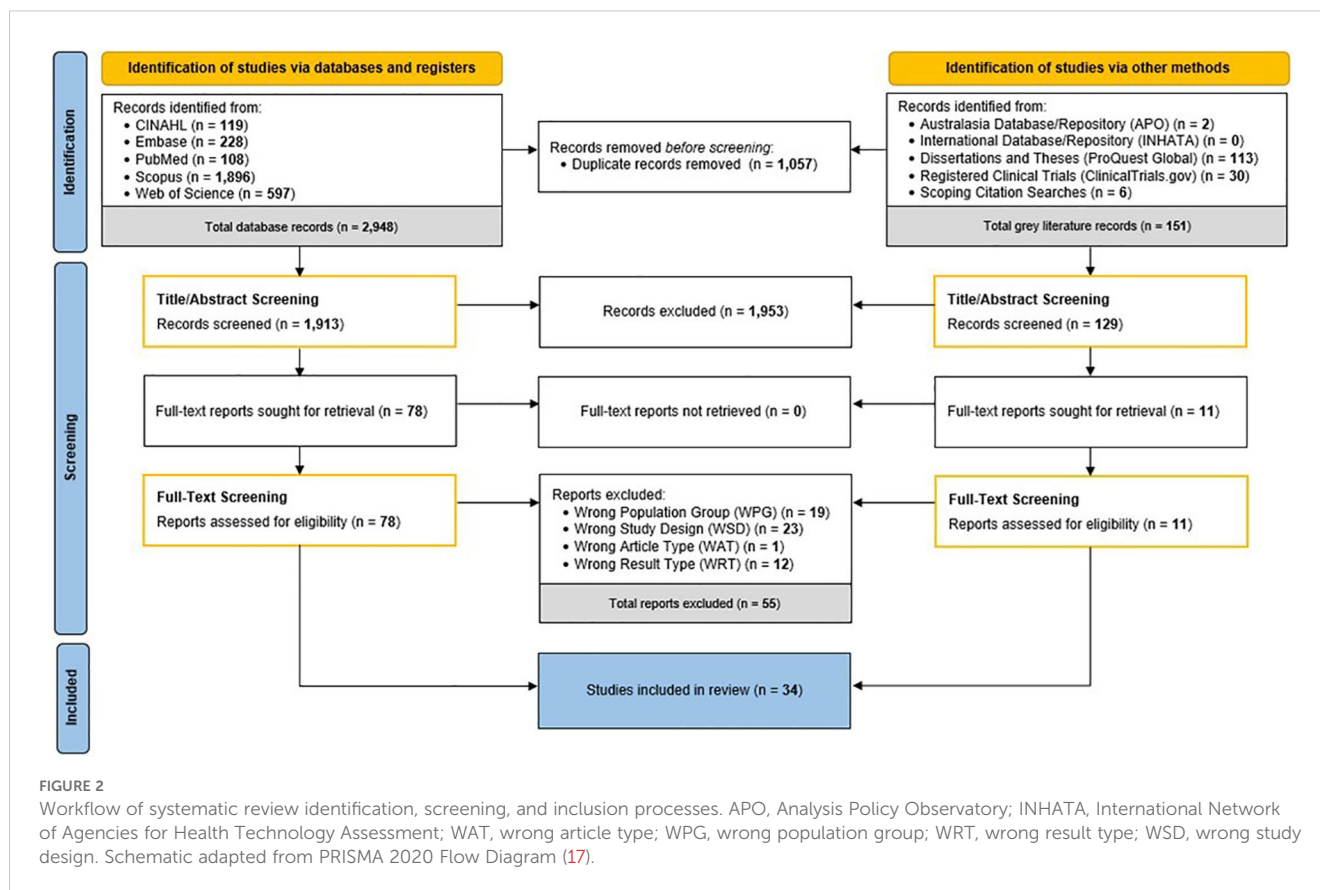 Identification
Identification of studies via databases and registers
Records identified from:
• CINAHL (n = 119)
• Embase (n = 228)
• PubMed (n = 108)
• Scopus (n = 1,896)
• Web of Science (n = 597)
Total database records (n = 2,948)
Records removed before screening:
• Duplicate records removed (n = 1,057)
Identification of studies via other methods
Records identified from:
• Australasia Database/Repository (APO) (n = 2)
• International Database/Repository (INHATA) (n = 0)
• Dissertations and Theses (ProQuest Global) (n = 113)
• Registered Clinical Trials (ClinicalTrials.gov) (n = 30)
• Scoping Citation Searches (n = 6)
Total grey literature records (n = 151)
Screening
Title/Abstract Screening
Records screened (n = 1,913)
Records excluded (n = 1,953)
Title/Abstract Screening
Records screened (n = 129)
Full-text reports sought for retrieval (n = 78)
Full-text reports not retrieved (n = 0)
Full-text reports sought for retrieval (n = 11)
Full-Text Screening
Reports assessed for eligibility (n = 78)
Reports excluded:
• Wrong Population Group (WPG) (n = 19)
• Wrong Study Design (WSD) (n = 23)
• Wrong Article Type (WAT) (n = 1)
• Wrong Result Type (WRT) (n = 12)
Total reports excluded (n = 55)
Full-Text Screening
Reports assessed for eligibility (n = 11)
Included
Studies included in review (n = 34)
FIGURE 2
Workflow of systematic review identification, screening, and inclusion processes. APO, Analysis Policy Observatory; INHATA, International Network
of Agencies for Health Technology Assessment; WAT, wrong article type; WPG, wrong population group; WRT, wrong result type; WSD, wrong study
design. Schematic adapted from PRISMA 2020 Flow Diagram (17).